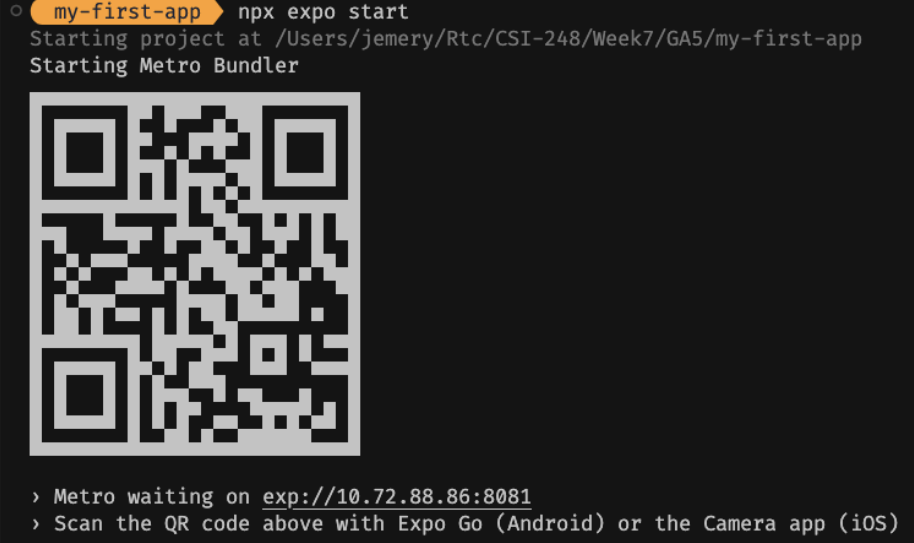 my-first-app npx expo start
Starting project at /Users/jemery/Rtc/CSI-248/Week7/GA5/my-first-app
Starting Metro Bundler
› Metro waiting on exp://10.72.88.86:8081
› Scan the QR code above with Expo Go (Android) or the Camera app (iOS)